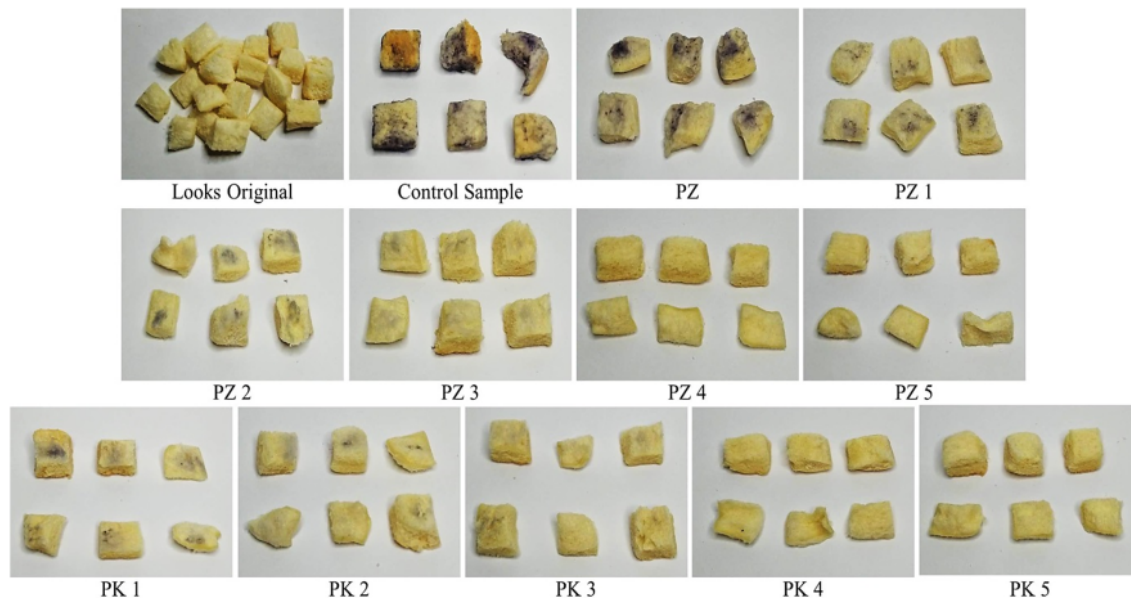 Looks Original
Control Sample
PZ
PZ 1
PZ 2
PZ 3
PZ 4
PZ 5
PK 1
PK 2
PK 3
PK 4
PK 5